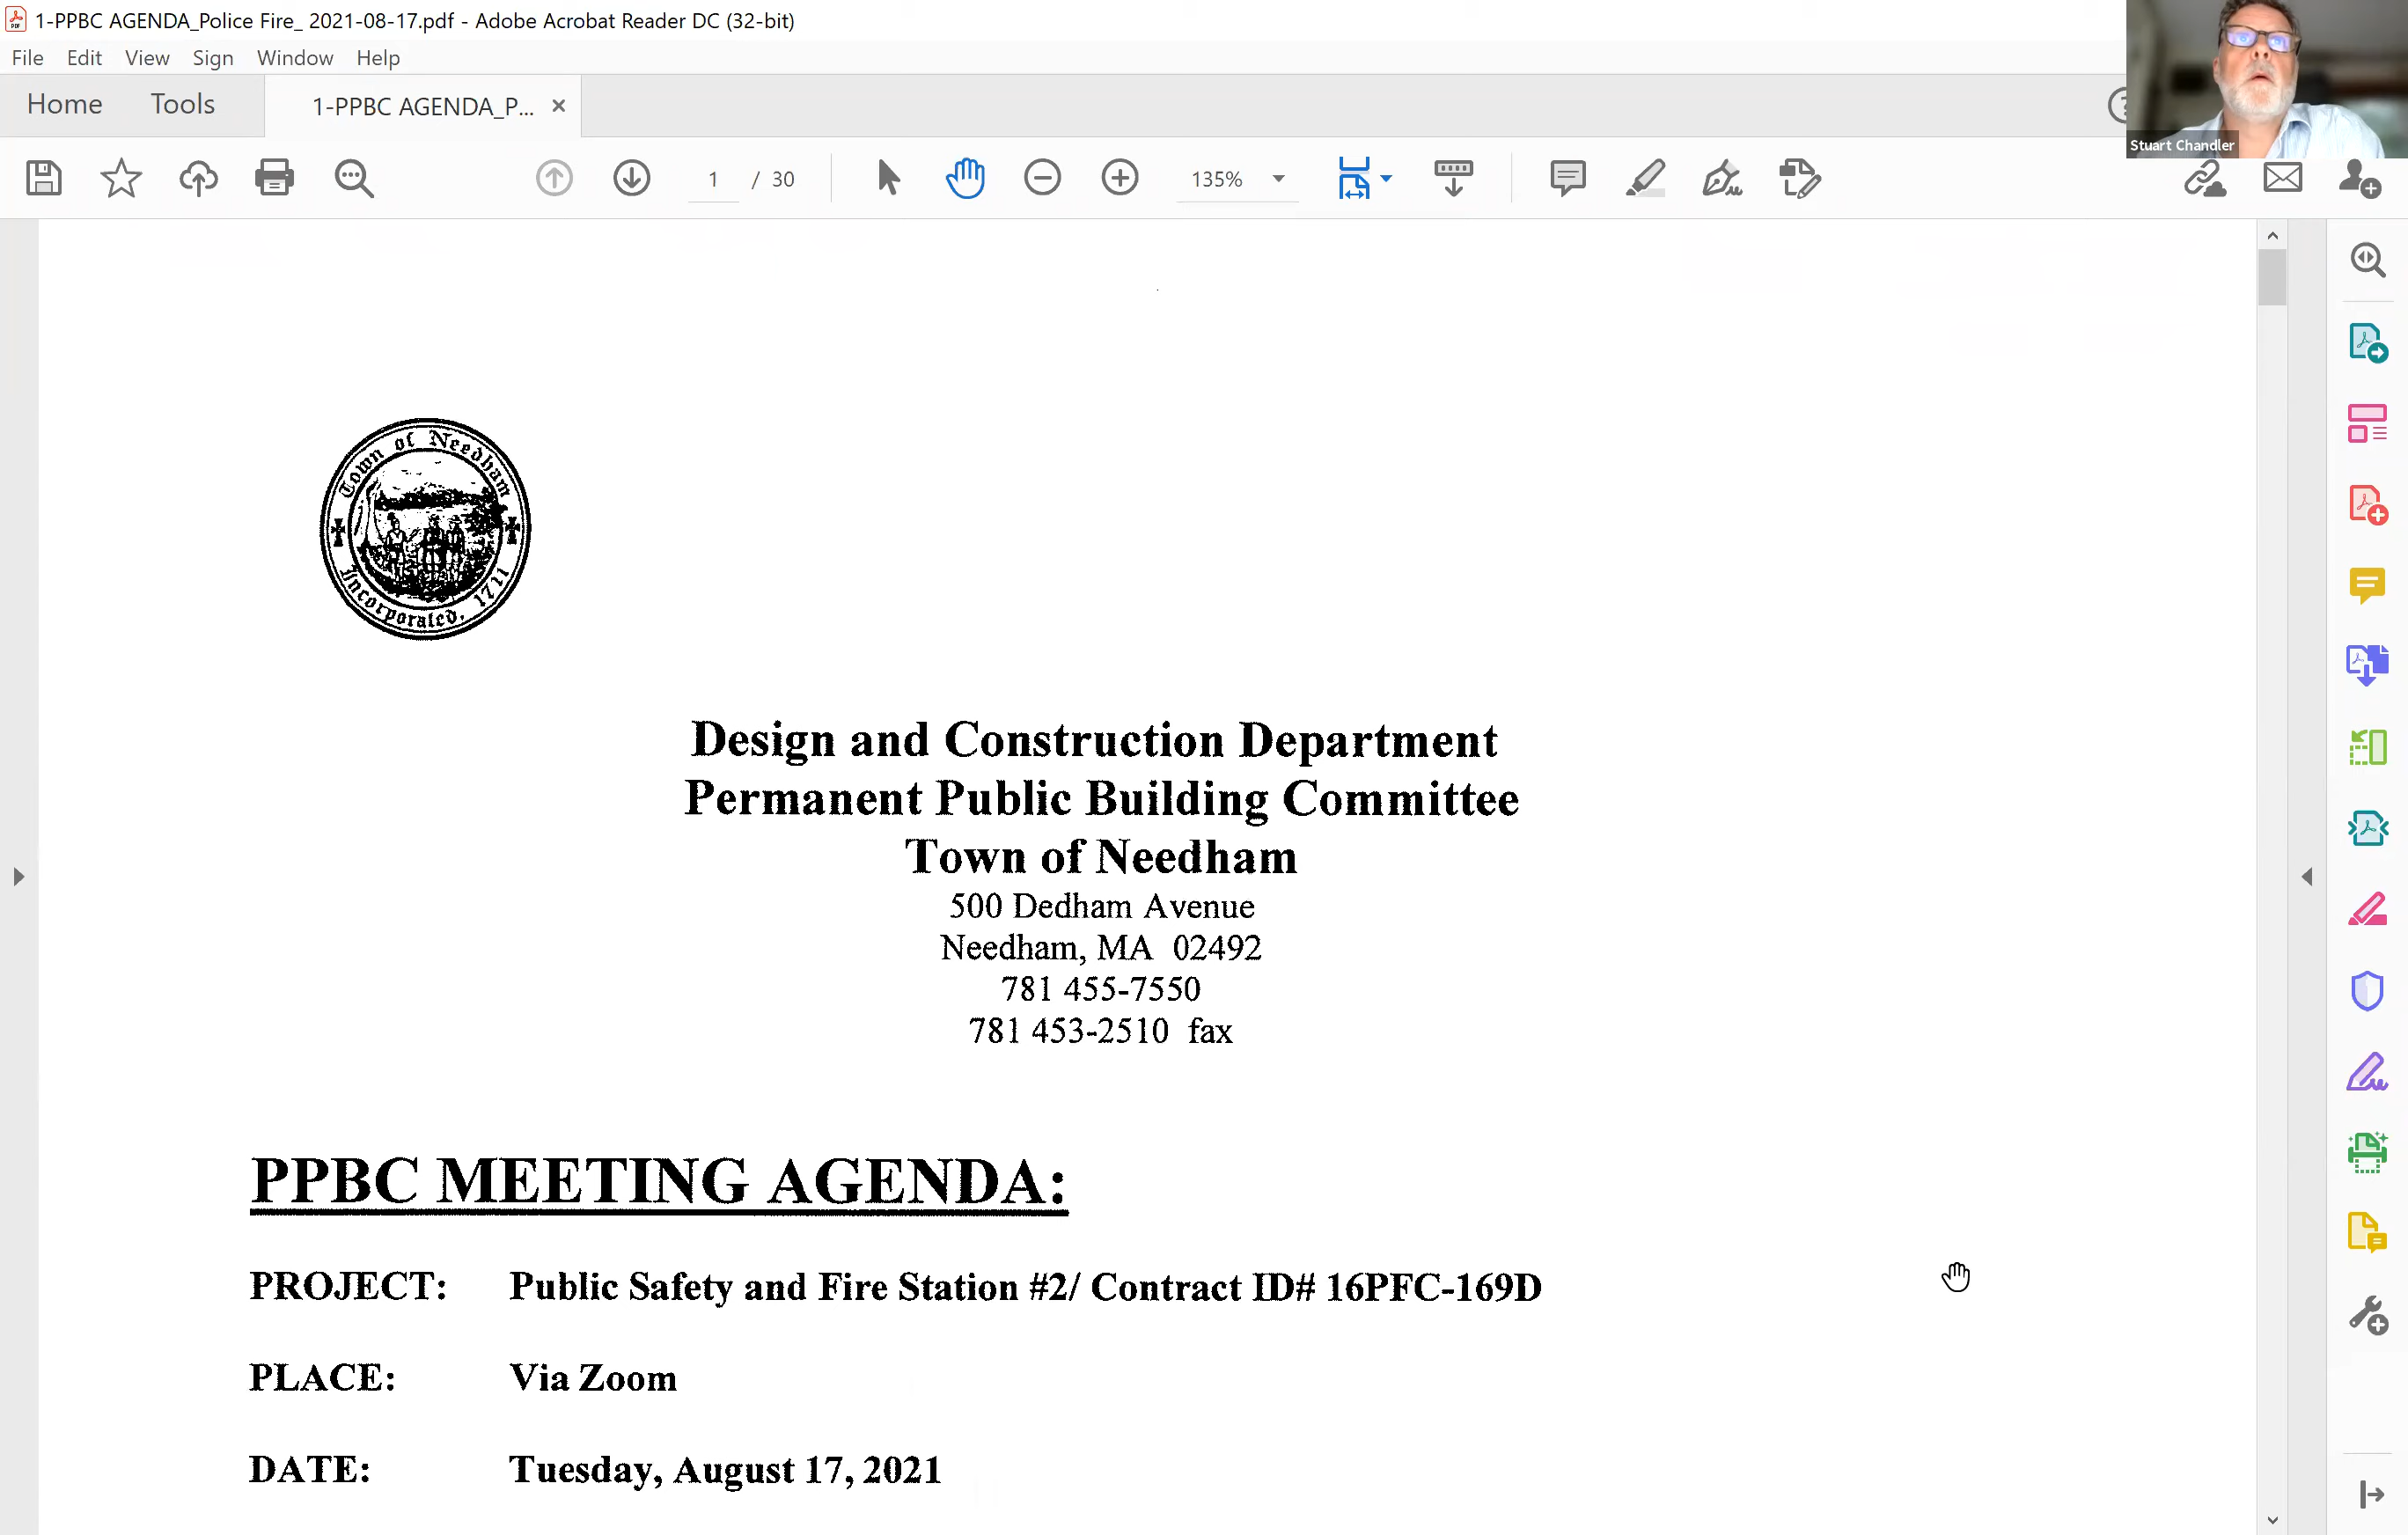 1-PPBC AGENDA_Police Fire_ 2021-08-17.pdf - Adobe Acrobat Reader DC (32-bit)
File Edit View Sign Window Help
Home Tools 1-PPBC AGENDA_P... ×
Stuart Chandler
1 / 30 135%
Town of Needham
Incorporated, 1711
Design and Construction Department
Permanent Public Building Committee
Town of Needham
500 Dedham Avenue
Needham, MA 02492
781 455-7550
781 453-2510 fax
PPBC MEETING AGENDA:
PROJECT: Public Safety and Fire Station #2/ Contract ID# 16PFC-169D
PLACE: Via Zoom
DATE: Tuesday, August 17, 2021